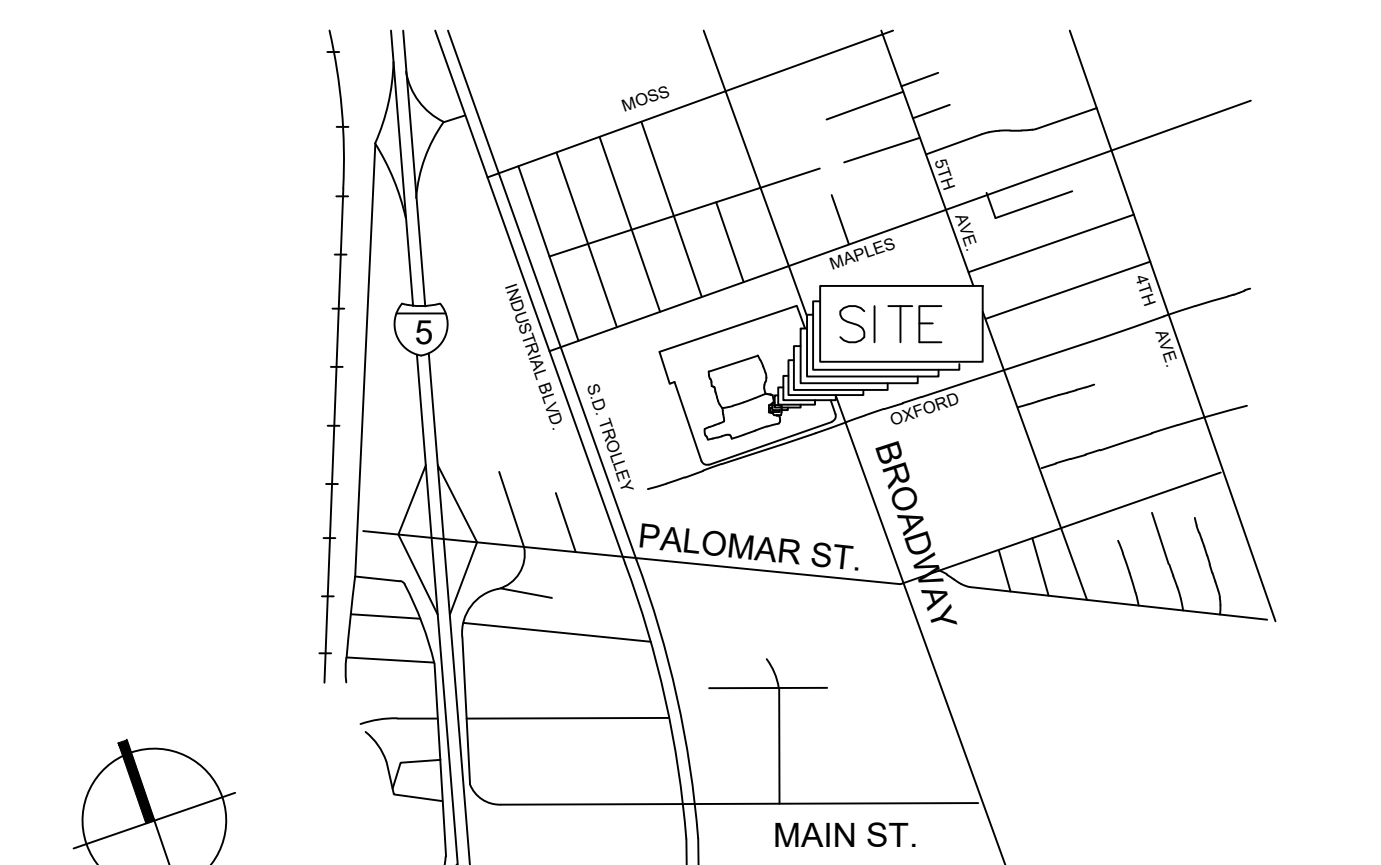 MOSS
5TH
AVE.
MAPLES
4TH
AVE.
INDUSTRIAL BLVD.
SITE
5
S.D. TROLLEY
OXFORD
BROADWAY
PALOMAR ST.
MAIN ST.